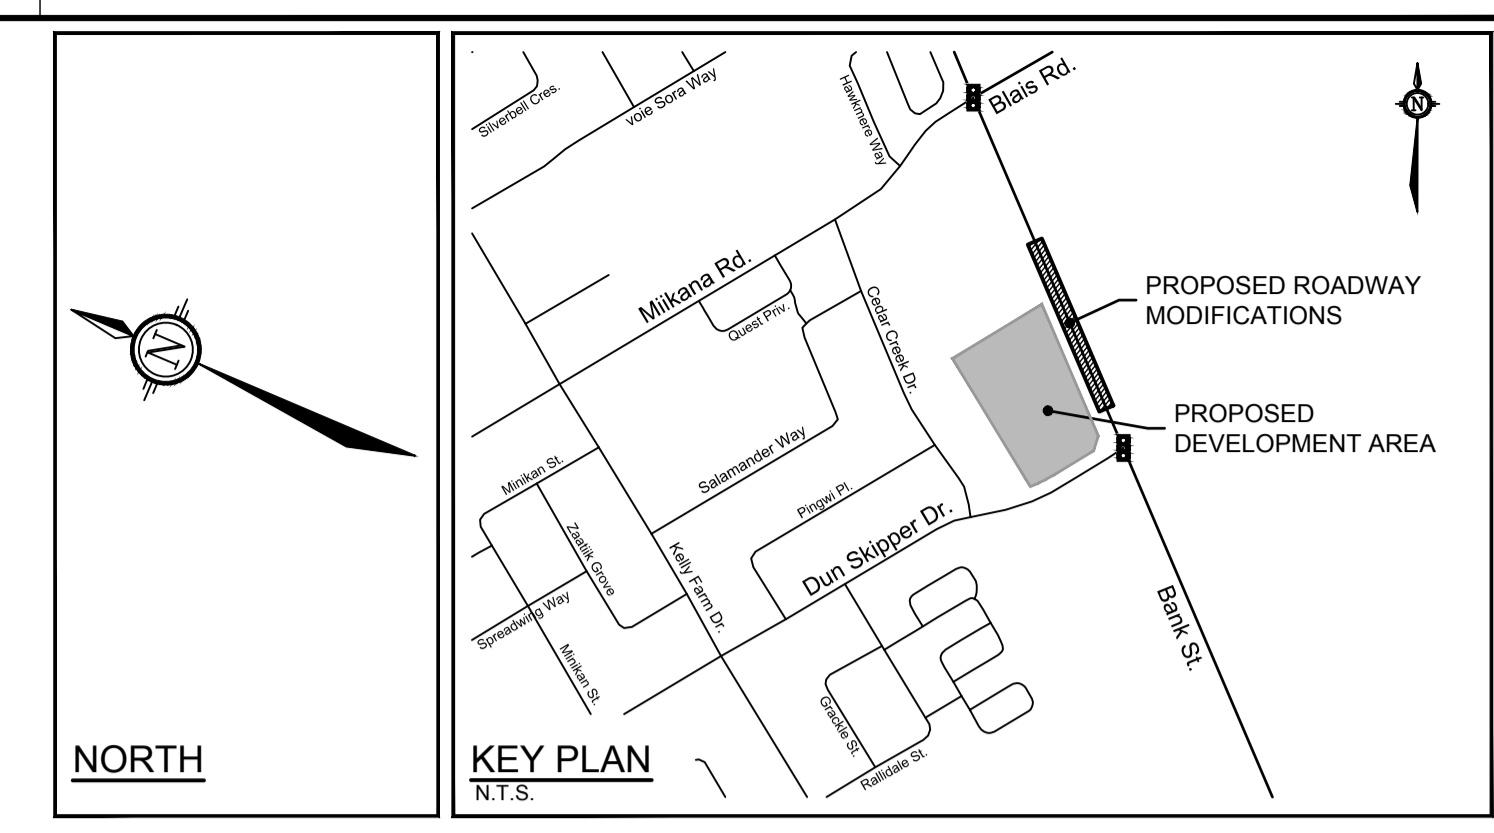 N
NORTH
Silverbell Cres.
voie Sora Way
Hawkmere Way
Blais Rd.
N
Miikana Rd.
Quest Priv.
Cedar Creek Dr.
PROPOSED ROADWAY
MODIFICATIONS
PROPOSED
DEVELOPMENT AREA
Salamander Way
Minikan St.
Pingwi Pl.
Zaatiik Grove
Kelly Farm Dr.
Dun Skipper Dr.
Spreadwing Way
Minikan St.
Bank St.
Grackle St.
Rallidale St.
KEY PLAN
N.T.S.